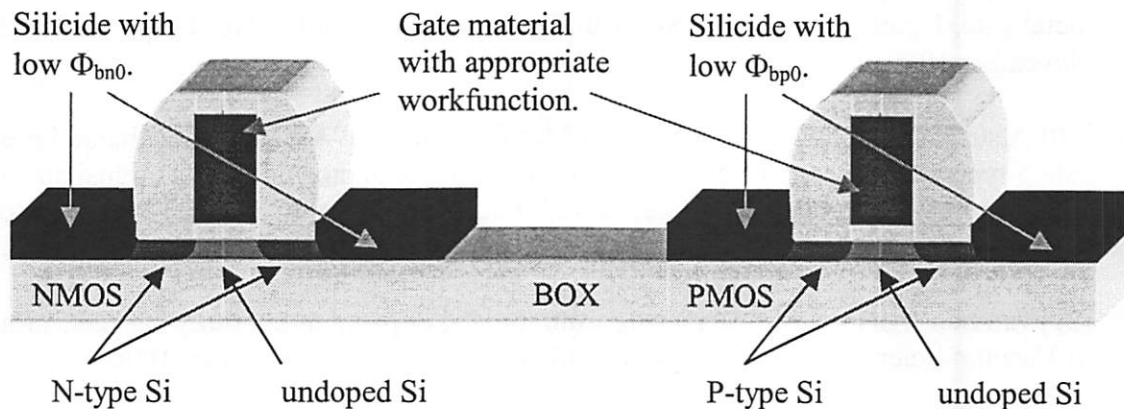 Silicide with
low Φbn0.
Gate material
with appropriate
workfunction.
Silicide with
low Φbp0.
NMOS
BOX
PMOS
N-type Si
undoped Si
P-type Si
undoped Si